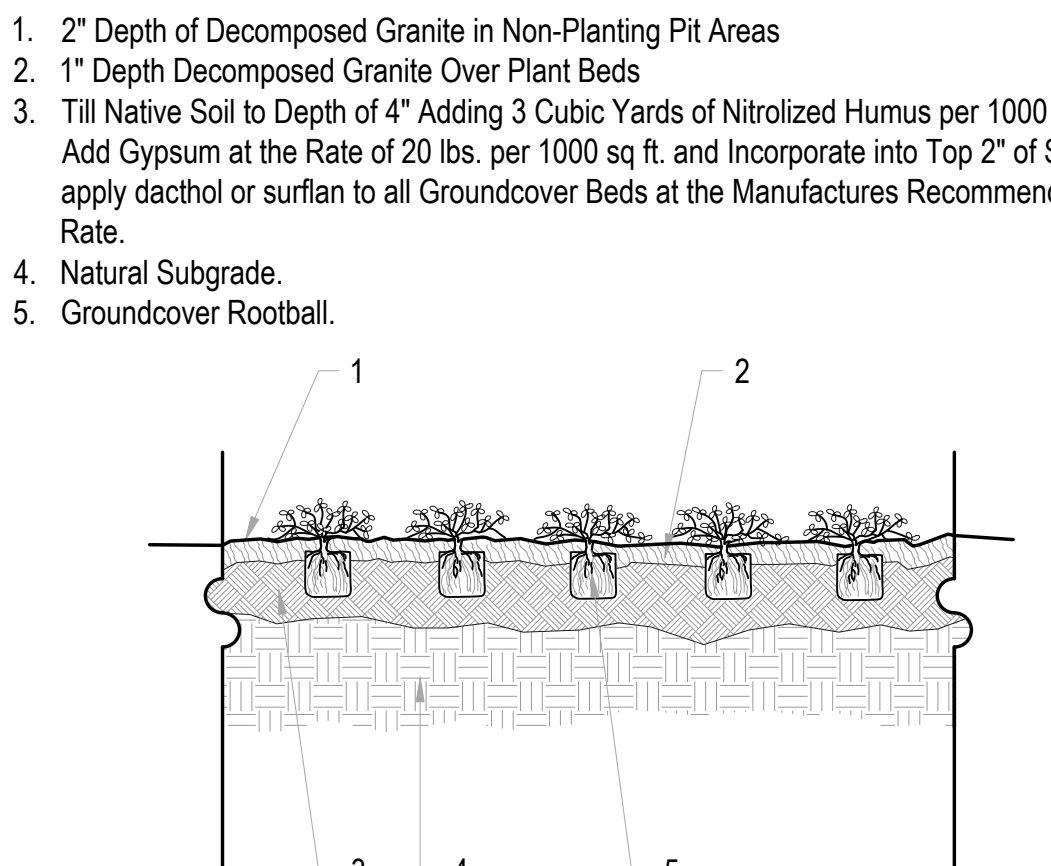 1. 2" Depth of Decomposed Granite in Non-Planting Pit Areas
2. 1" Depth Decomposed Granite Over Plant Beds
3. Till Native Soil to Depth of 4" Adding 3 Cubic Yards of Nitrolized Humus per 1000
Add Gypsum at the Rate of 20 lbs. per 1000 sq ft. and Incorporate into Top 2" of
apply dacthol or surflan to all Groundcover Beds at the Manufactures
Rate.
4. Natural Subgrade.
5. Groundcover Rootball.
1 2
3 4 5